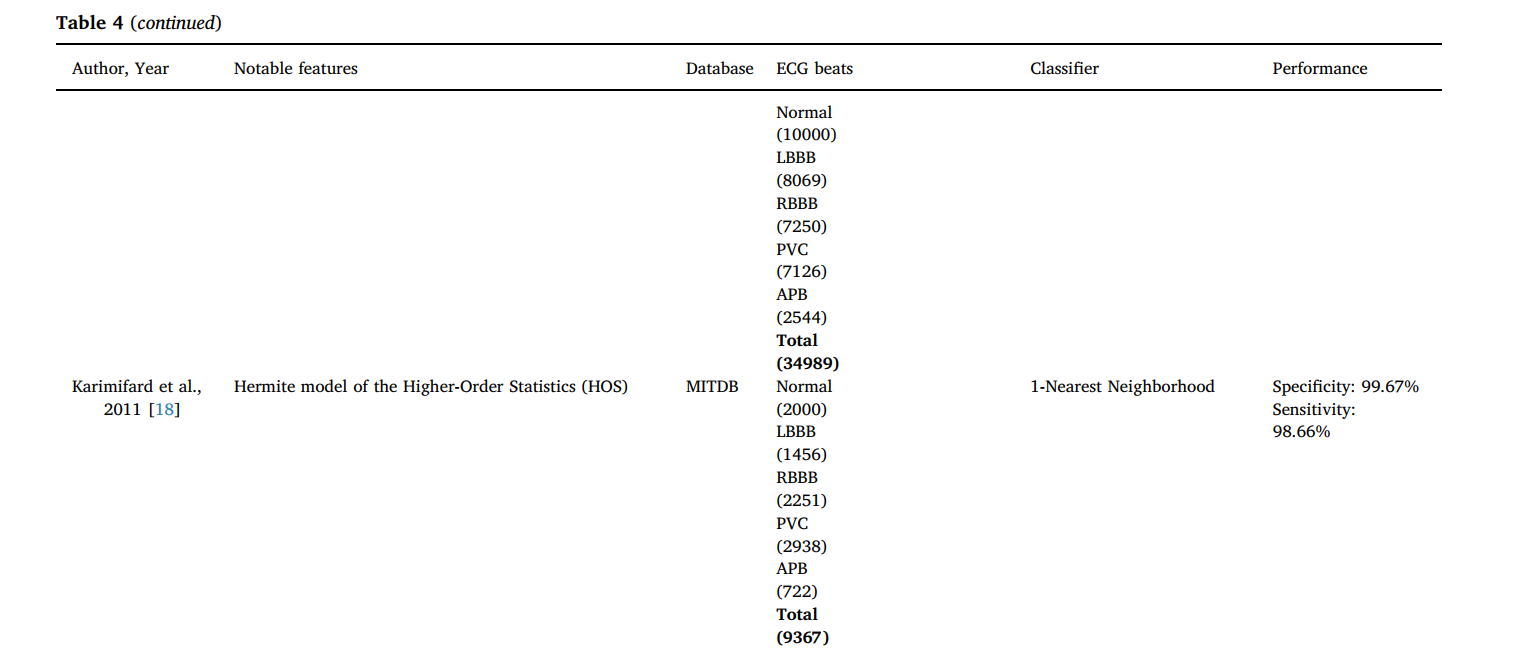 Table 4 (continued)
Author, Year Notable features Database ECG beats Classifier Performance
Normal
(10000)
LBBB
(8069)
RBBB
(7250)
PVC
(7126)
APB
(2544)
Total
(34989)
Karimifard et al., Hermite model of the Higher-Order Statistics (HOS) MITDB Normal 1-Nearest Neighborhood Specificity: 99.67%
2011 [18] (2000) Sensitivity:
LBBB 98.66%
(1456)
RBBB
(2251)
PVC
(2938)
APB
(722)
Total
(9367)